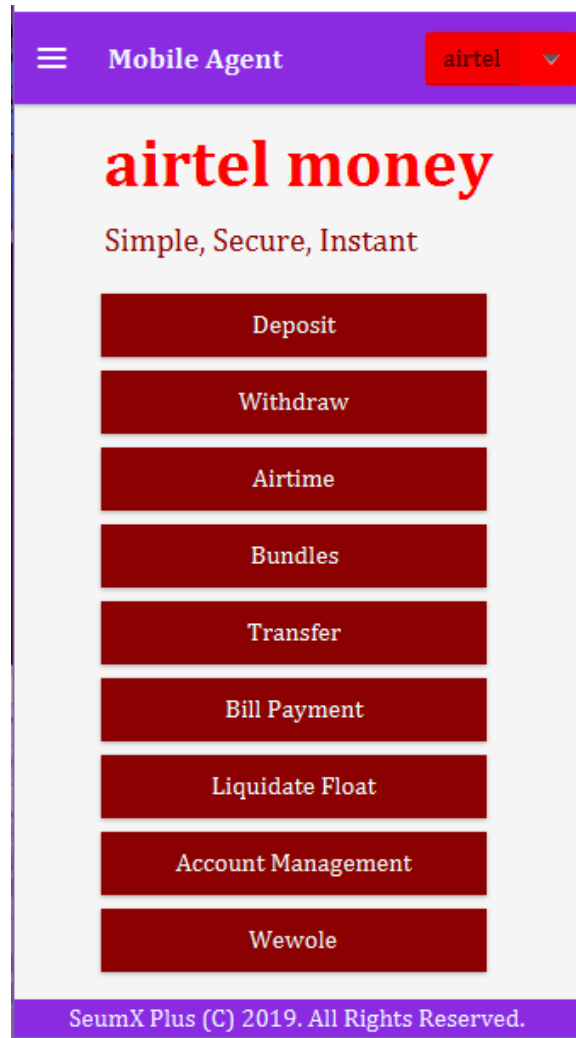 Mobile Agent
airtel
airtel money
Simple, Secure, Instant
Deposit
Withdraw
Airtime
Bundles
Transfer
Bill Payment
Liquidate Float
Account Management
Wewole
SeumX Plus (C) 2019. All Rights Reserved.